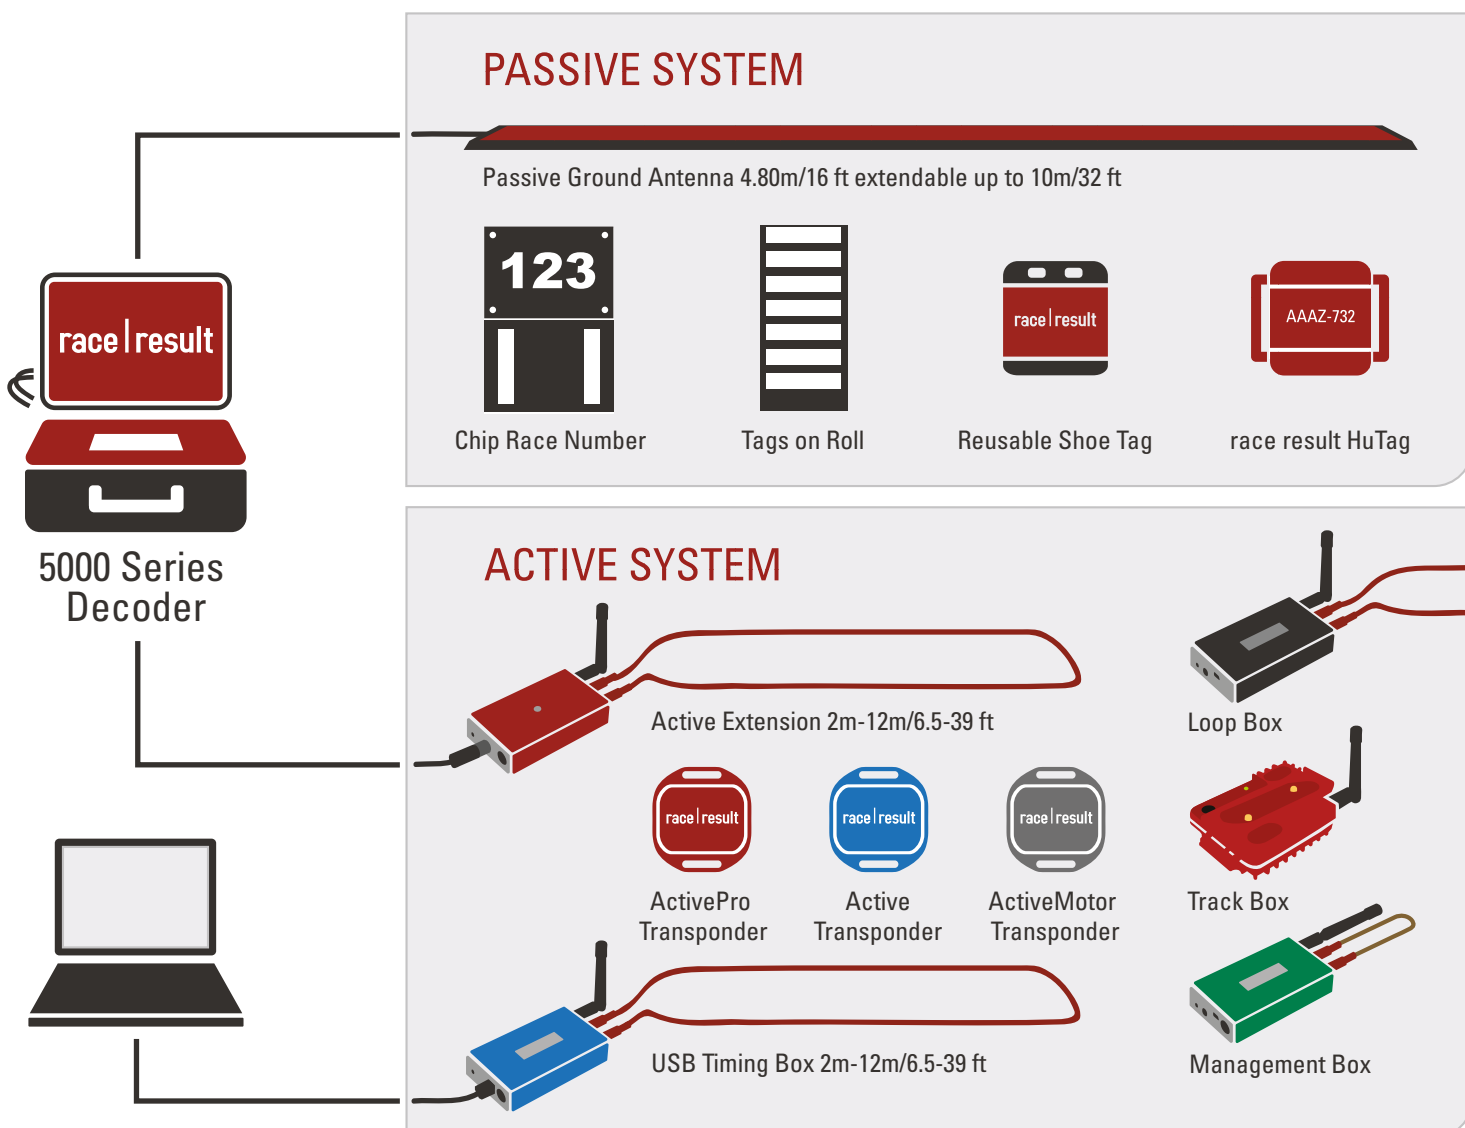 PASSIVE SYSTEM
Passive Ground Antenna 4.80m/16 ft extendable up to 10m/32 ft
123
race|result
AAAZ-732
Chip Race Number
Tags on Roll
Reusable Shoe Tag
race result HuTag
race|result
5000 Series
Decoder
ACTIVE SYSTEM
Active Extension 2m-12m/6.5-39 ft
Loop Box
race|result
race|result
race|result
ActivePro
Transponder
Active
Transponder
ActiveMotor
Transponder
Track Box
USB Timing Box 2m-12m/6.5-39 ft
Management Box